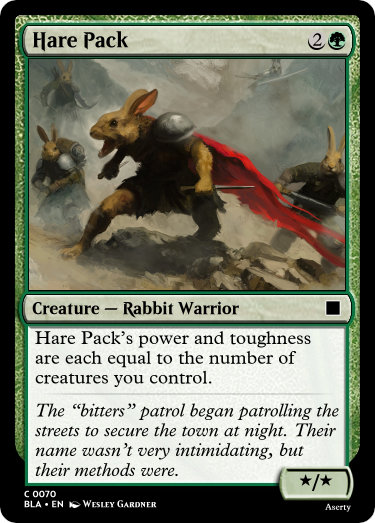 Hare Pack 2
Creature — Rabbit Warrior
Hare Pack's power and toughness
are each equal to the number of
creatures you control.
The “bitters” patrol began patrolling the
streets to secure the town at night. Their
name wasn't very intimidating, but
their methods were.
*/*
C 0070
BLA • EN Wesley Gardner
Aserty